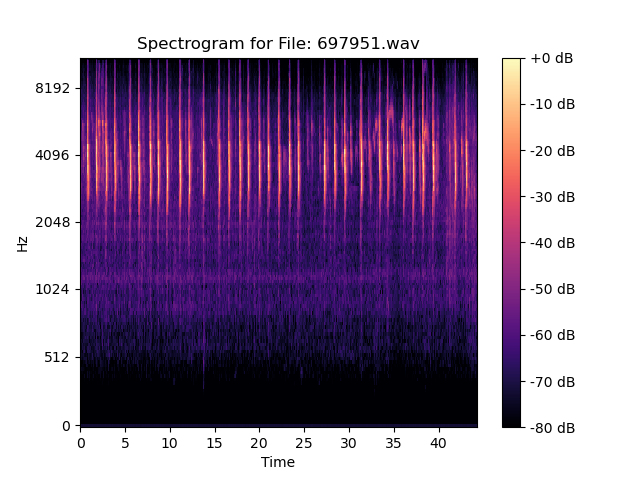 Spectrogram for File: 697951.wav
+0 dB
8192
-10 dB
-20 dB
4096
-30 dB
2048
-40 dB
Hz
-50 dB
1024
-60 dB
512
-70 dB
0
-80 dB
0 5 10 15 20 25 30 35 40
Time